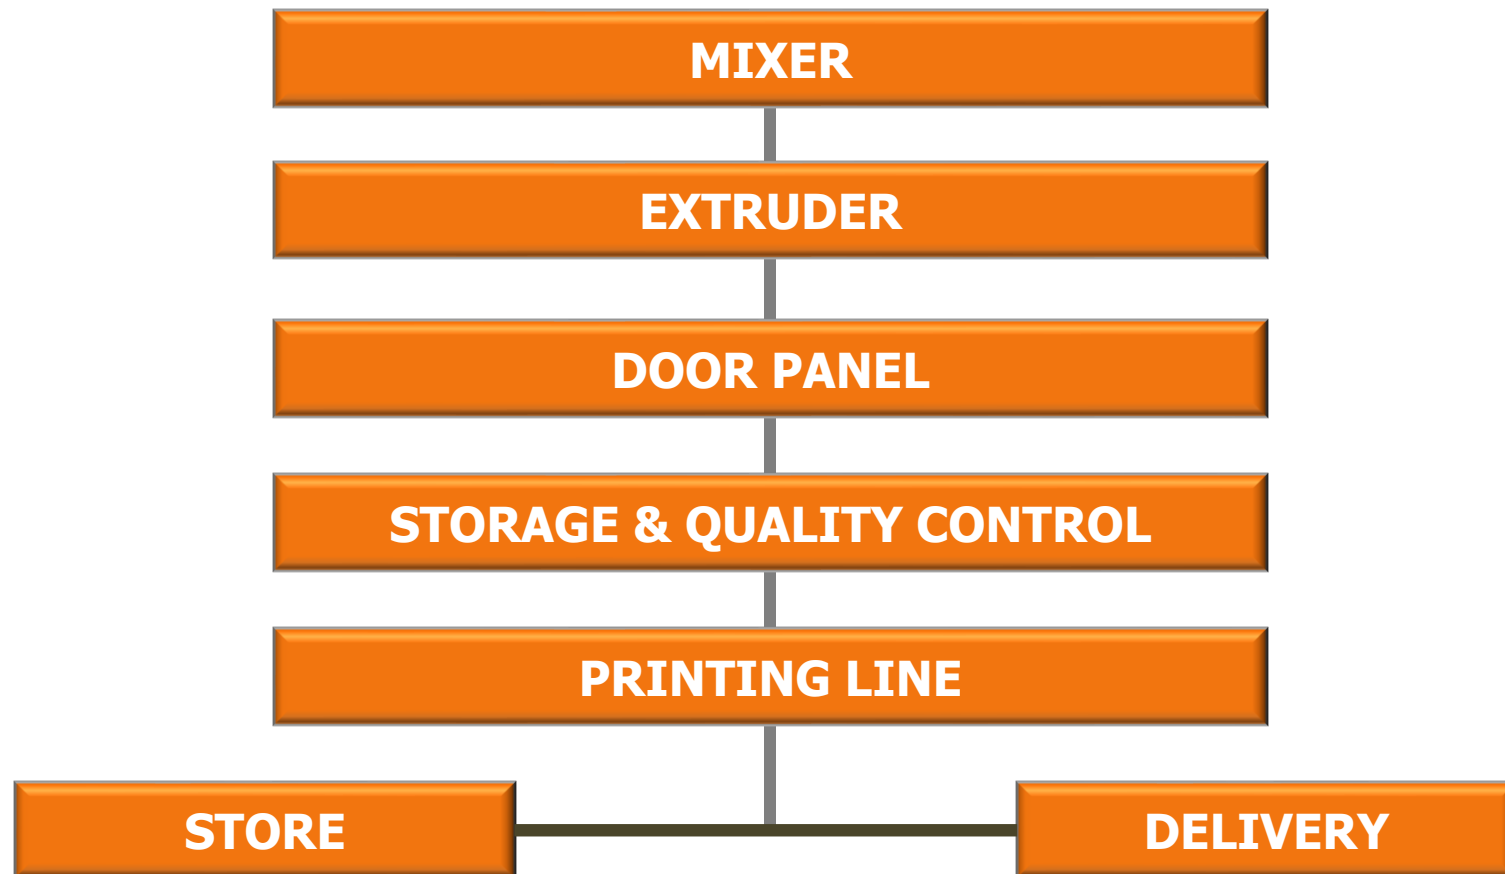 MIXER
EXTRUDER
DOOR PANEL
STORAGE & QUALITY CONTROL
PRINTING LINE
STORE
DELIVERY